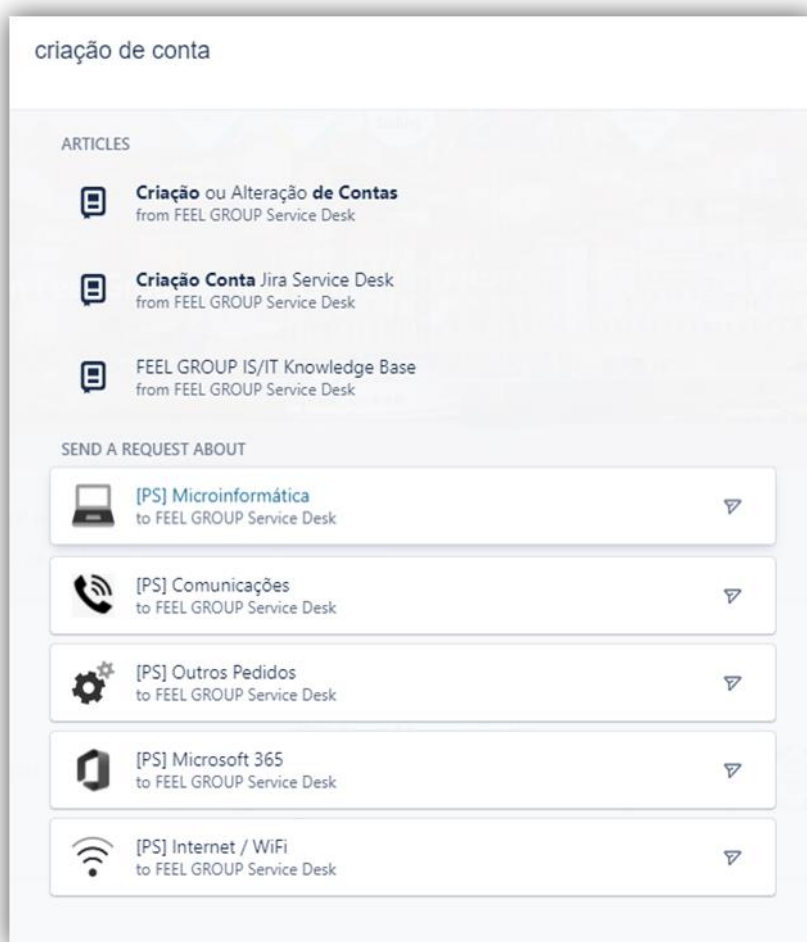 criação de conta
ARTICLES
Criação ou Alteração de Contas
from FEEL GROUP Service Desk
Criação Conta Jira Service Desk
from FEEL GROUP Service Desk
FEEL GROUP IS/IT Knowledge Base
from FEEL GROUP Service Desk
SEND A REQUEST ABOUT
[PS] Microinformática
to FEEL GROUP Service Desk
[PS] Comunicações
to FEEL GROUP Service Desk
[PS] Outros Pedidos
to FEEL GROUP Service Desk
[PS] Microsoft 365
to FEEL GROUP Service Desk
[PS] Internet / WiFi
to FEEL GROUP Service Desk